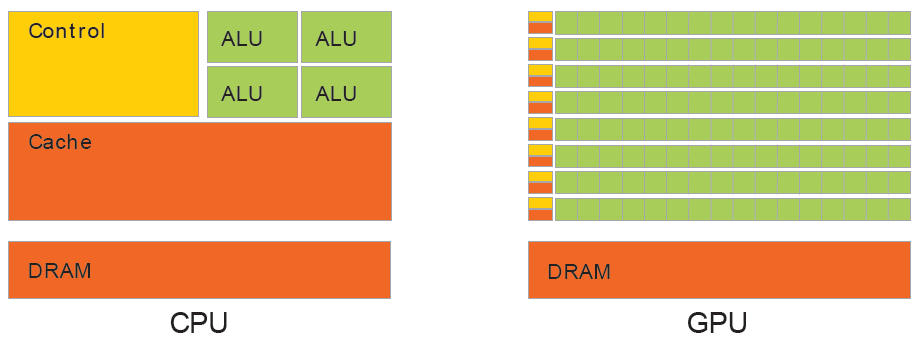 Control
ALU
ALU
ALU
ALU
Cache
DRAM
CPU
DRAM
GPU